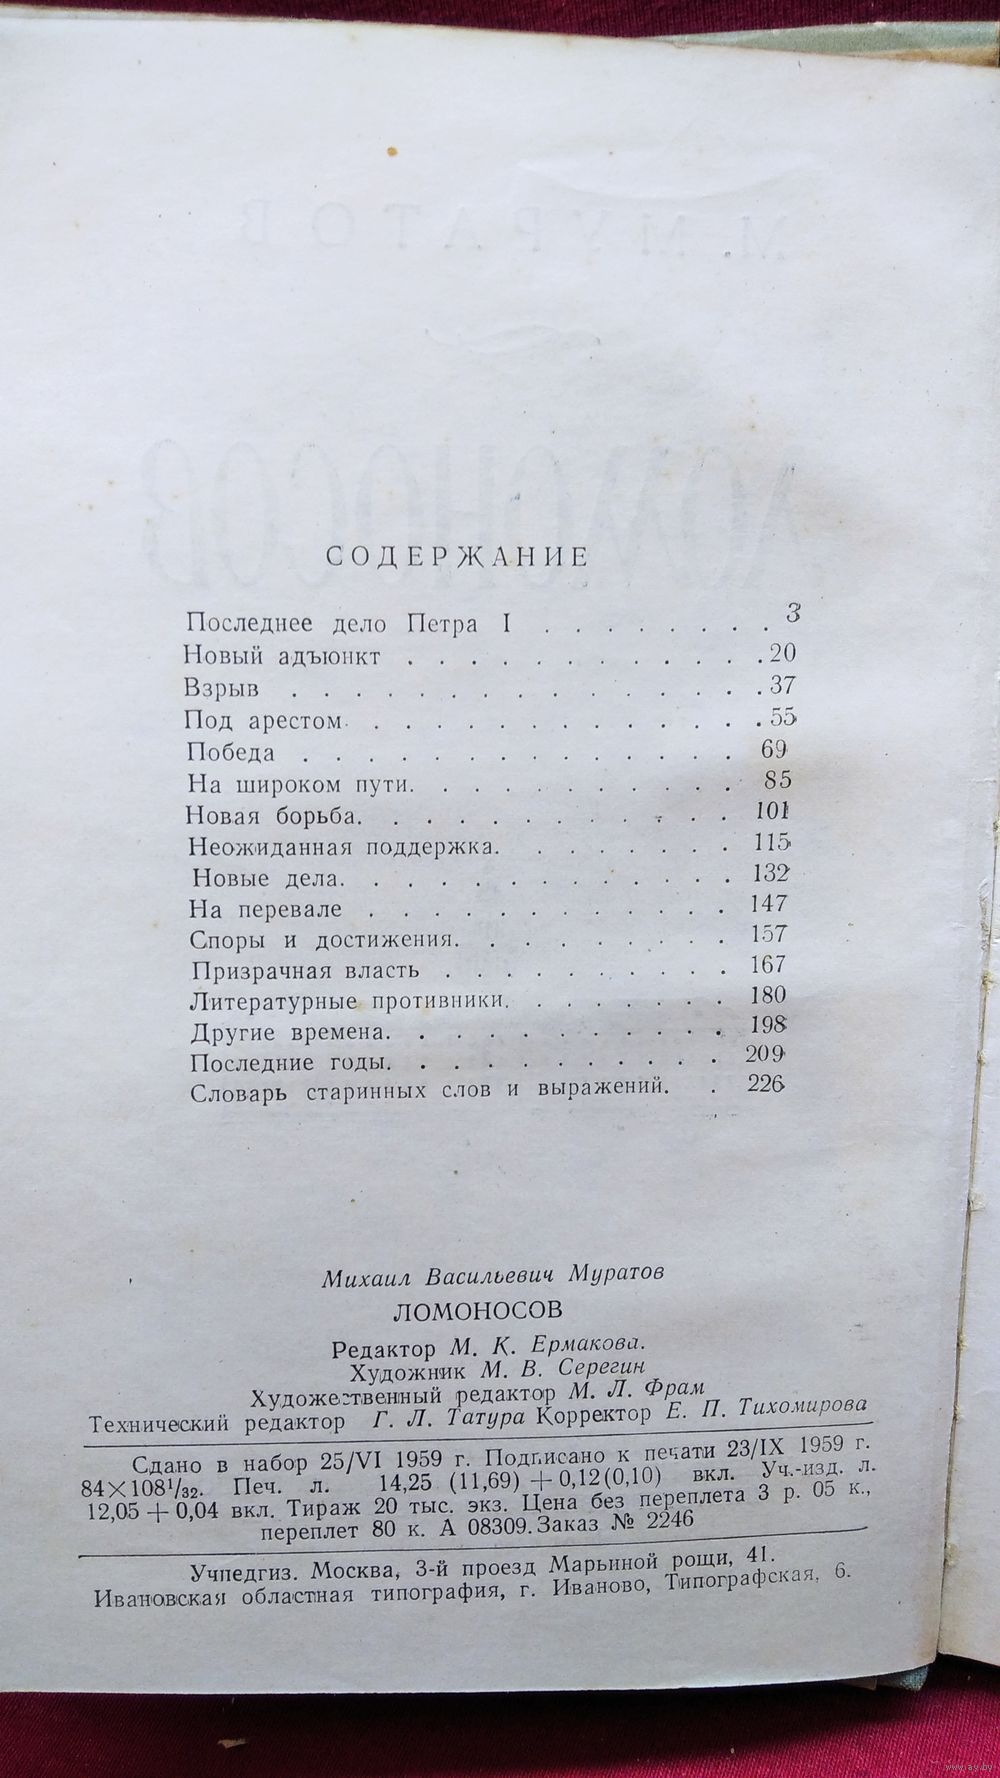 СОДЕРЖАНИЕ
Последнее дело Петра I . . . . . . . . 3
Новый адъюнкт . . . . . . . . . . . . 20
Взрыв . . . . . . . . . . . . . . . . 37
Под арестом . . . . . . . . . . . . . 55
Победа . . . . . . . . . . . . . . 69
На широком пути. . . . . . . . . . . 85
Новая борьба. . . . . . . . . . . . 101
Неожиданная поддержка. . . . . . . . 115
Новые дела. . . . . . . . . . . . . 132
На перевале . . . . . . . . . . . . 147
Споры и достижения. . . . . . . . . 157
Призрачная власть . . . . . . . . . . 167
Литературные противники. . . . . . . . 180
Другие времена. . . . . . . . . . . 198
Последние годы. . . . . . . . . . . 209
Словарь старинных слов и выражений. . 226
Михаил Васильевич Муратов
ЛОМОНОСОВ
Редактор М. К. Ермакова.
Художник М. В. Серегин
Художественный редактор М. Л. Фрам
Технический редактор Г. Л. Татура Корректор Е. П. Тихомирова
Сдано в набор 25/VI 1959 г. Подписано к печати 23/IX 1959 г.
84×108¹/₃₂. Печ. л. 14,25 (11,69) + 0,12(0,10) вкл. Уч.-изд. л.
12,05 + 0,04 вкл. Тираж 20 тыс. экз. Цена без переплета 3 р. 05 к.,
переплет 80 к. А 08309. Заказ № 2246
Учпедгиз. Москва, 3-й проезд Марьиной рощи, 41.
Ивановская областная типография, г. Иваново, Типографская, 6.
www.ay.by